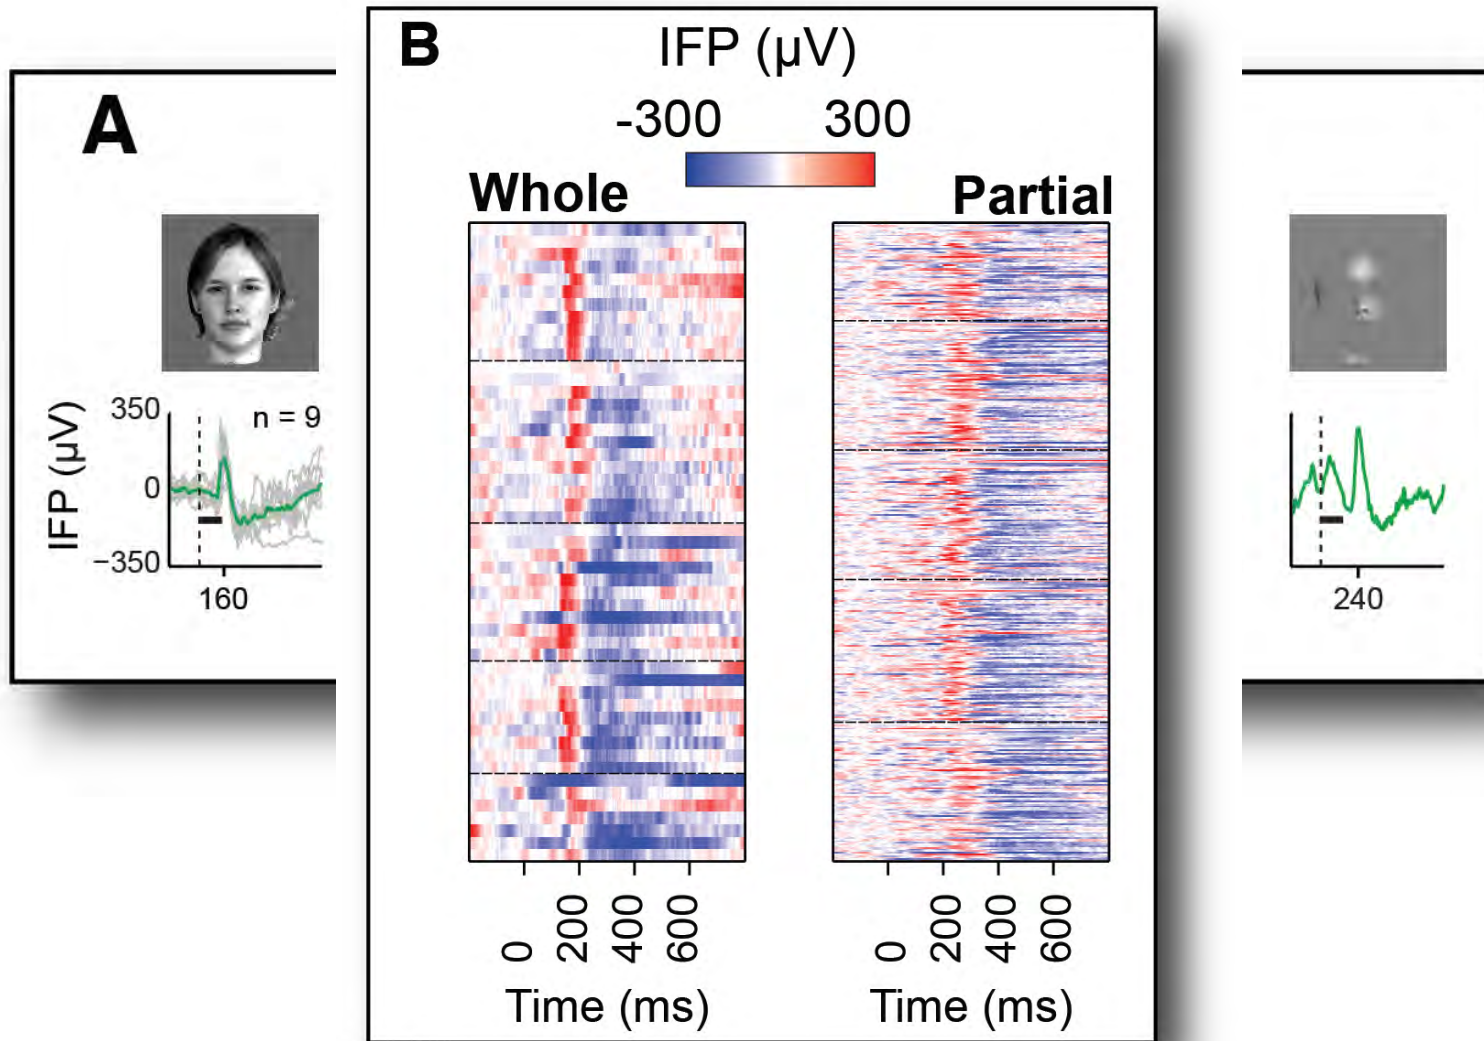 A
350
n = 9
0
−350
IFP (µV)
160
B
IFP (µV)
-300 300
Whole
Partial
0 200 400 600
Time (ms)
0 200 400 600
Time (ms)
240